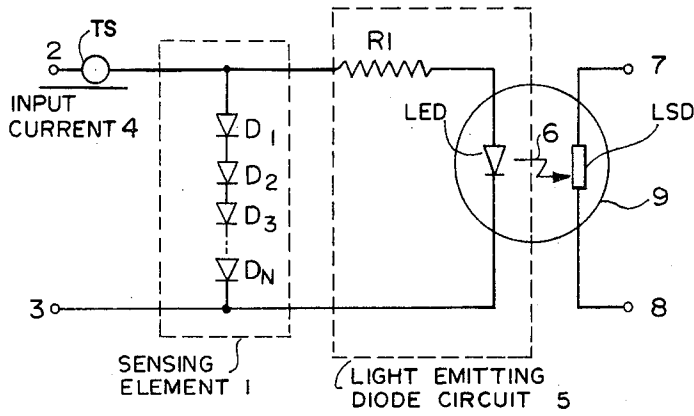 TS
2
INPUT
CURRENT 4
R1
7
LED
6
LSD
D1
D2
D3
DN
9
3
8
SENSING
ELEMENT 1
LIGHT EMITTING
DIODE CIRCUIT 5